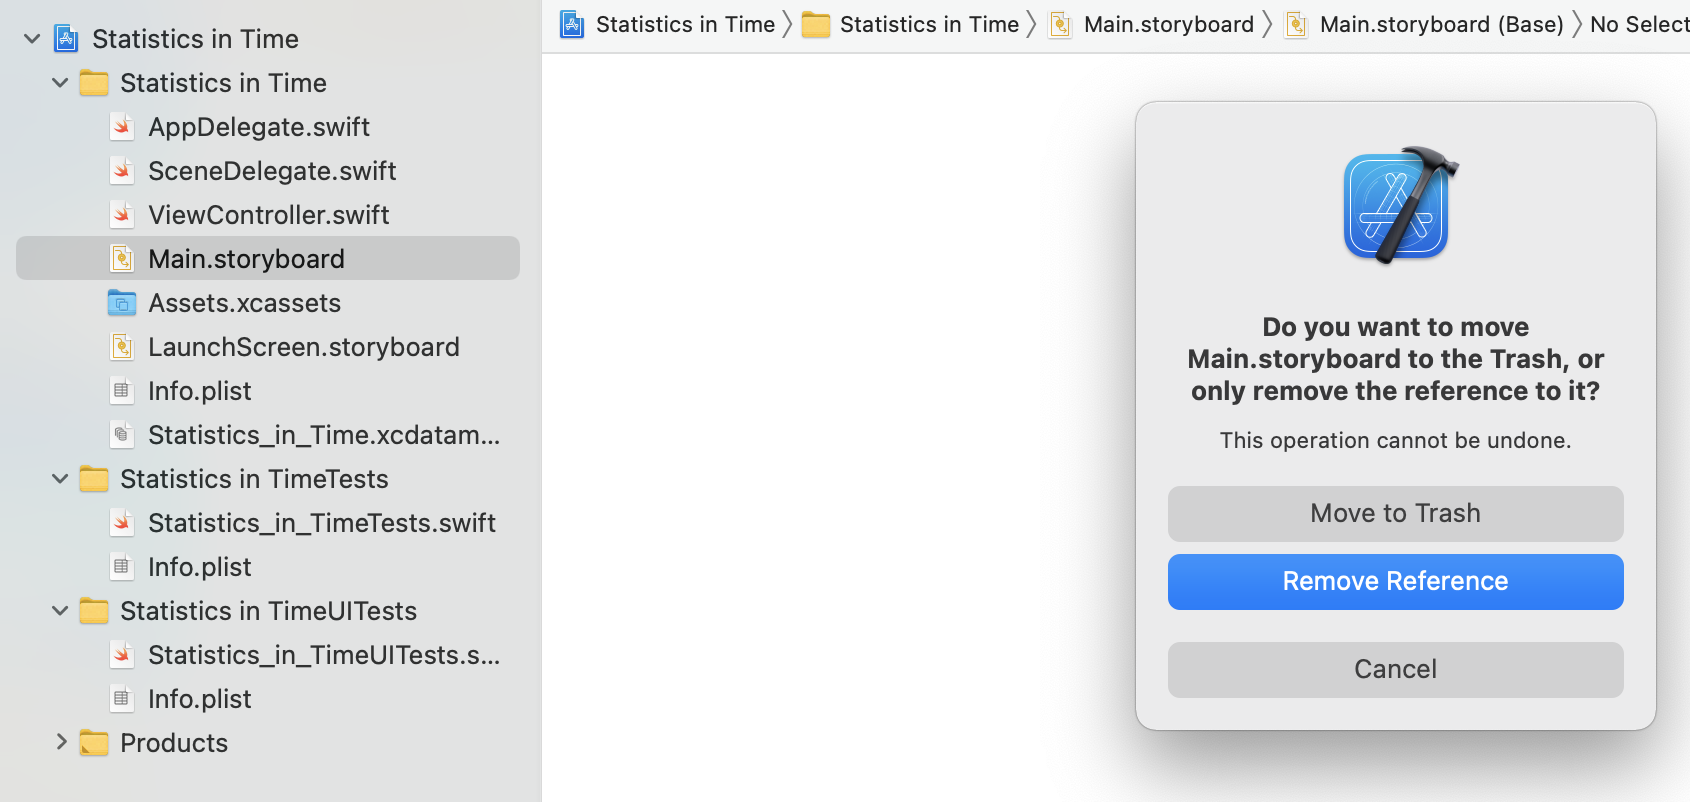 Statistics in Time
Statistics in Time
AppDelegate.swift
SceneDelegate.swift
ViewController.swift
Main.storyboard
Assets.xcassets
LaunchScreen.storyboard
Info.plist
Statistics_in_Time.xcdatam...
Statistics in TimeTests
Statistics_in_TimeTests.swift
Info.plist
Statistics in TimeUITests
Statistics_in_TimeUITests.s...
Info.plist
Products
Statistics in Time 〉 Statistics in Time 〉 Main.storyboard 〉 Main.storyboard (Base) 〉 No Select
Do you want to move
Main.storyboard to the Trash, or
only remove the reference to it?
This operation cannot be undone.
Move to Trash
Remove Reference
Cancel